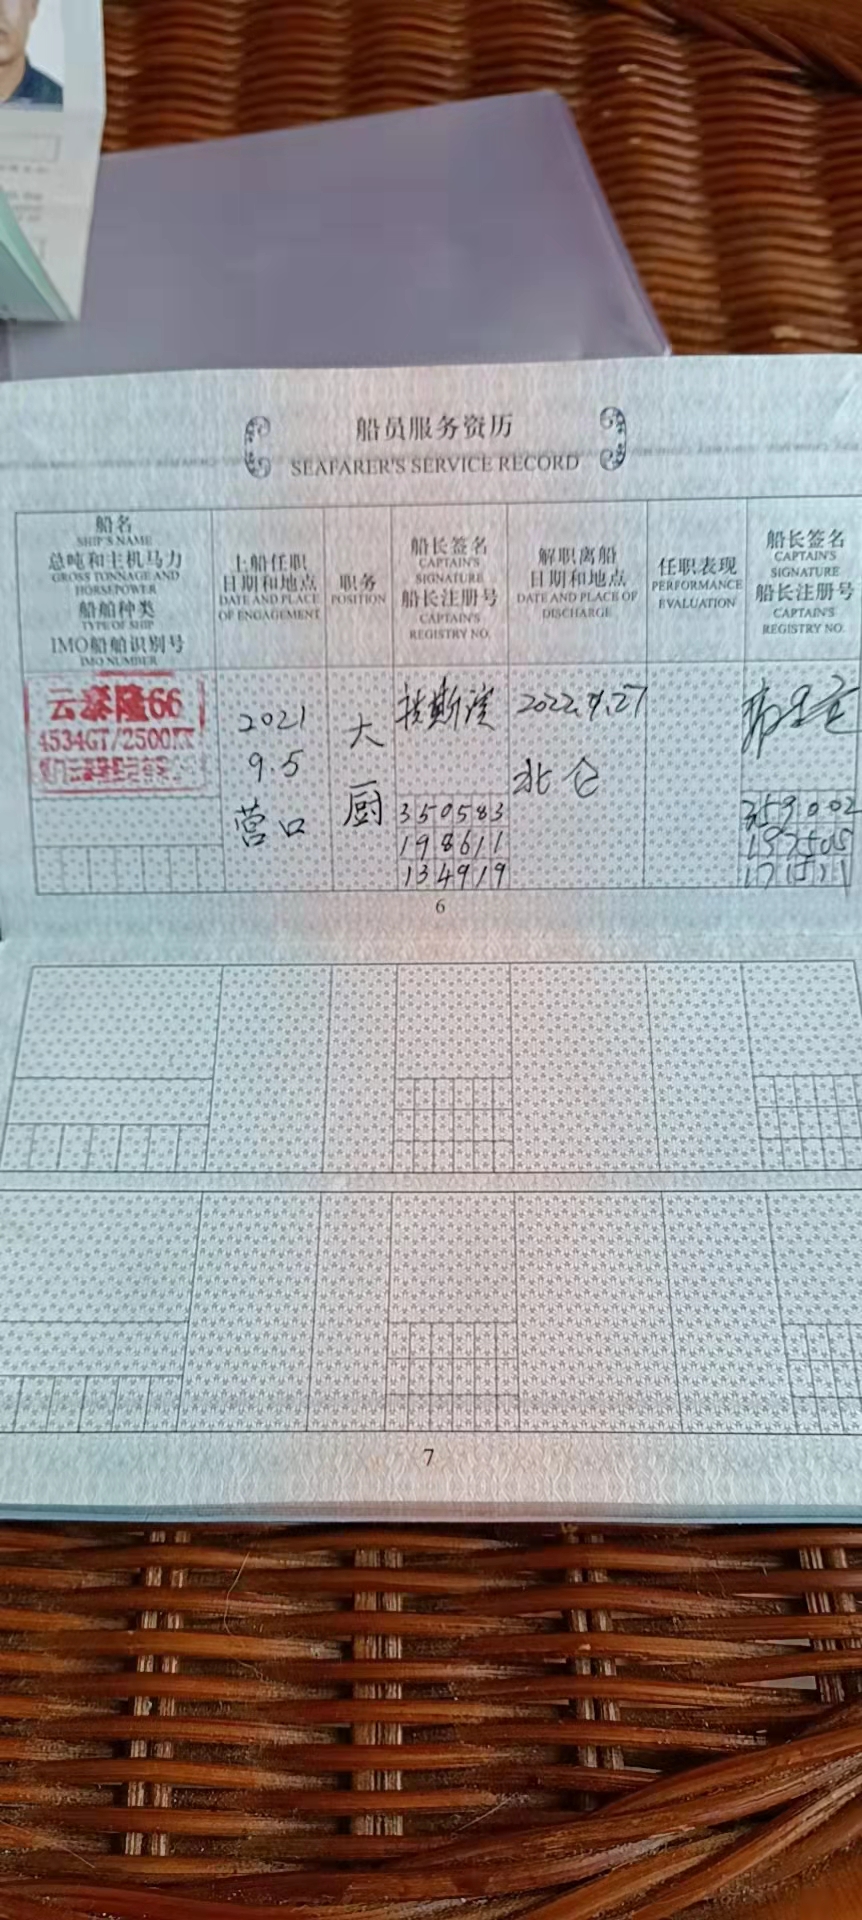 船员服务资历
SEAFARER'S SERVICE RECORD
船名
SHIP'S NAME
总吨和主机马力
GROSS TONNAGE AND
HORSEPOWER
船舶种类
TYPE OF SHIP
IMO船舶识别号
IMO NUMBER
上船任职
日期和地点
DATE AND PLACE
OF ENGAGEMENT
职务
POSITION
船长签名
CAPTAIN'S
SIGNATURE
船长注册号
CAPTAIN'S
REGISTRY NO.
解职离船
日期和地点
DATE AND PLACE OF
DISCHARGE
任职表现
PERFORMANCE
EVALUATION
船长签名
CAPTAIN'S
SIGNATURE
船长注册号
CAPTAIN'S
REGISTRY NO.
云泰隆66
4534GT/2500
2021
9.5
营口
大
厨
350583
198611
134919
北仑
6
7